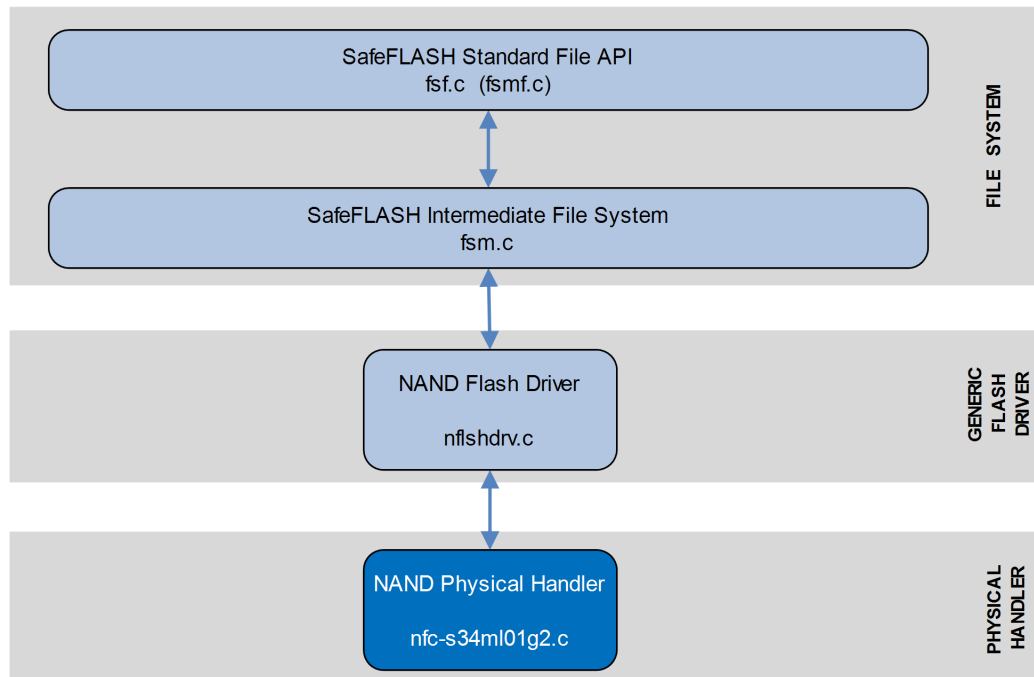 SafeFLASH Standard File API
fsf.c (fsmf.c)
FILE SYSTEM
SafeFLASH Intermediate File System
fsm.c
NAND Flash Driver
nflshdrv.c
GENERIC
FLASH
DRIVER
NAND Physical Handler
nfc-s34ml01g2.c
PHYSICAL
HANDLER